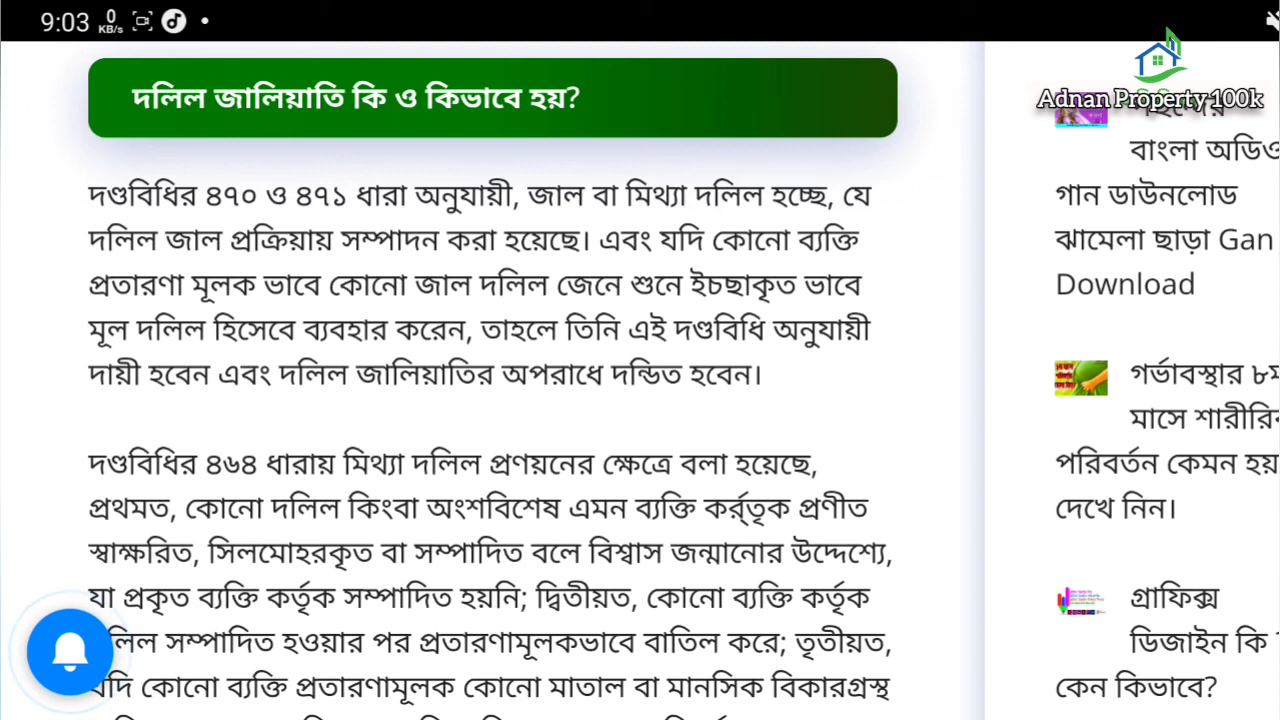 9:03 0 KB/s
দলিল জালিয়াতি কি ও কিভাবে হয়?
দণ্ডবিধির ৪৭০ ও ৪৭১ ধারা অনুযায়ী, জাল বা মিথ্যা দলিল হচ্ছে, যে
দলিল জাল প্রক্রিয়ায় সম্পাদন করা হয়েছে। এবং যদি কোনো ব্যক্তি
প্রতারণা মূলক ভাবে কোনো জাল দলিল জেনে শুনে ইচছাকৃত ভাবে
মূল দলিল হিসেবে ব্যবহার করেন, তাহলে তিনি এই দণ্ডবিধি অনুযায়ী
দায়ী হবেন এবং দলিল জালিয়াতির অপরাধে দন্ডিত হবেন।
দণ্ডবিধির ৪৬৪ ধারায় মিথ্যা দলিল প্রণয়নের ক্ষেত্রে বলা হয়েছে,
প্রথমত, কোনো দলিল কিংবা অংশবিশেষ এমন ব্যক্তি কর্র্তৃক প্রণীত
স্বাক্ষরিত, সিলমোহরকৃত বা সম্পাদিত বলে বিশ্বাস জন্মানোর উদ্দেশ্যে,
যা প্রকৃত ব্যক্তি কর্তৃক সম্পাদিত হয়নি; দ্বিতীয়ত, কোনো ব্যক্তি কর্তৃক
লিল সম্পাদিত হওয়ার পর প্রতারণামূলকভাবে বাতিল করে; তৃতীয়ত,
যদি কোনো ব্যক্তি প্রতারণামূলক কোনো মাতাল বা মানসিক বিকারগ্রস্থ
Adnan Property 100k
বাংলা অডিও
গান ডাউনলোড
ঝামেলা ছাড়া Gan
Download
গর্ভাবস্থার ৮ম
মাসে শারীরিক
পরিবর্তন কেমন হয়
দেখে নিন।
গ্রাফিক্স
ডিজাইন কি
কেন কিভাবে?